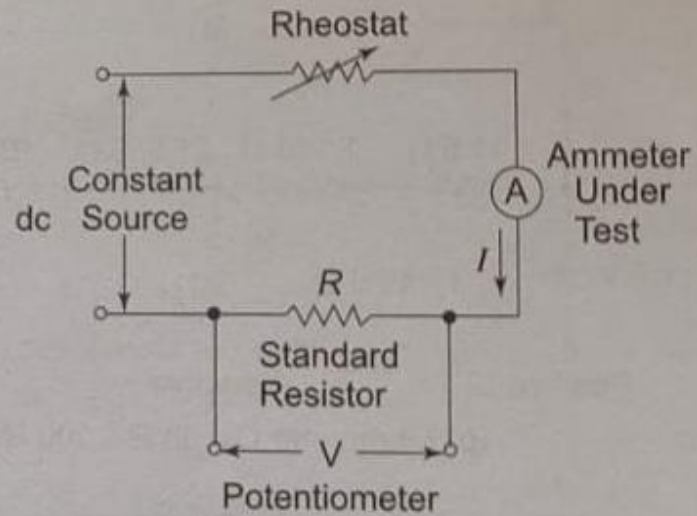 Rheostat
Constant
dc Source
A
Ammeter
Under
Test
I
R
Standard
Resistor
V
Potentiometer